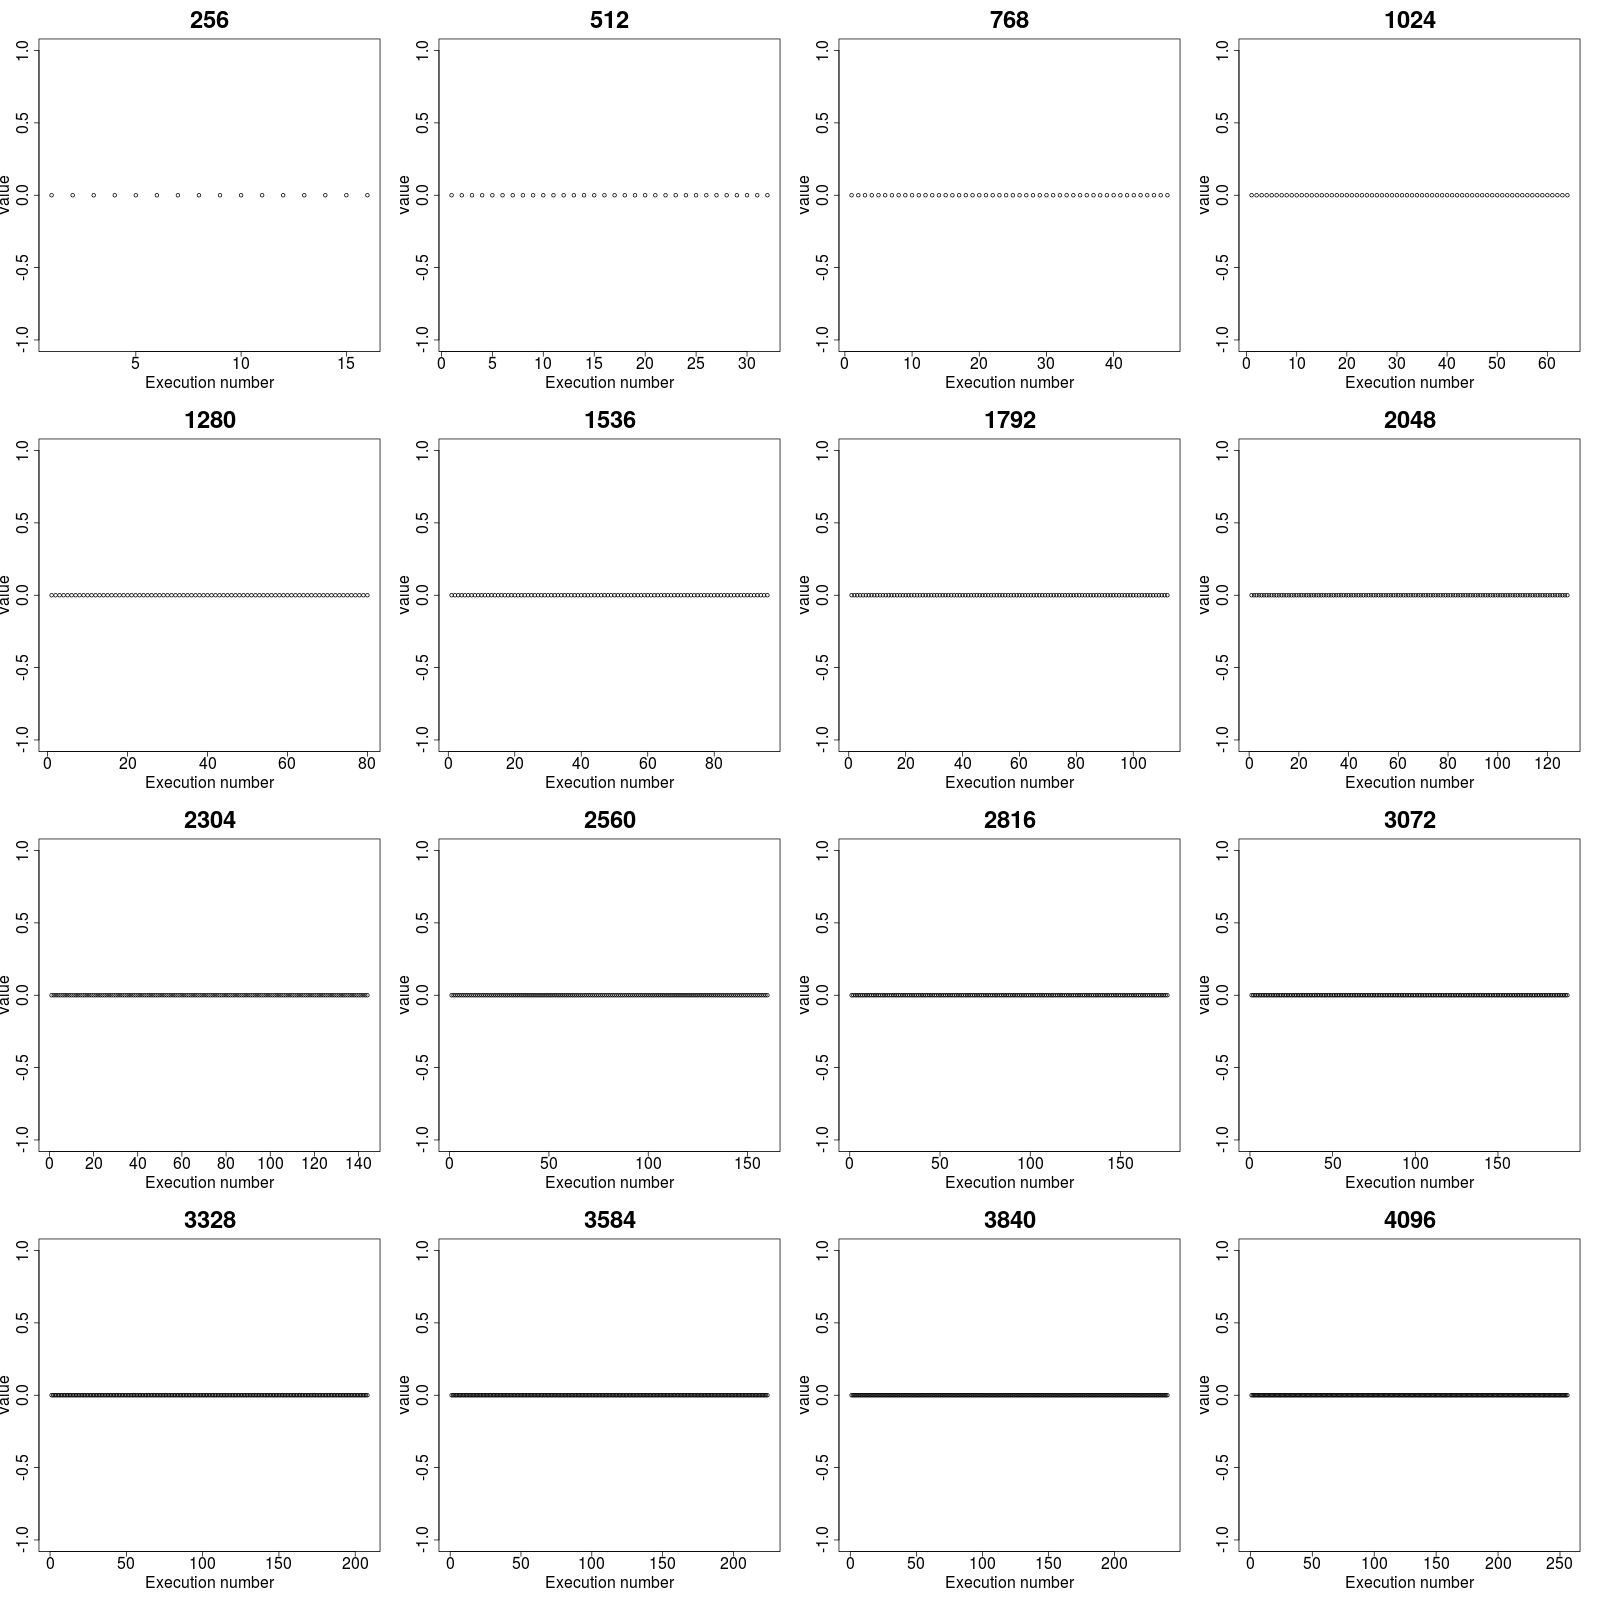 256 512 768 1024
value 1.0 0.5 0.0 -0.5 -1.0 value 1.0 0.5 0.0 -0.5 -1.0 value 1.0 0.5 0.0 -0.5 -1.0 value 1.0 0.5 0.0 -0.5 -1.0
5 10 15 0 5 10 15 20 25 30 0 10 20 30 40 0 10 20 30 40 50 60
Execution number Execution number Execution number Execution number
1280 1536 1792 2048
value 1.0 0.5 0.0 -0.5 -1.0 value 1.0 0.5 0.0 -0.5 -1.0 value 1.0 0.5 0.0 -0.5 -1.0 value 1.0 0.5 0.0 -0.5 -1.0
0 20 40 60 80 0 20 40 60 80 0 20 40 60 80 100 0 20 40 60 80 100 120
Execution number Execution number Execution number Execution number
2304 2560 2816 3072
value 1.0 0.5 0.0 -0.5 -1.0 value 1.0 0.5 0.0 -0.5 -1.0 value 1.0 0.5 0.0 -0.5 -1.0 value 1.0 0.5 0.0 -0.5 -1.0
0 20 40 60 80 100 120 140 0 50 100 150 0 50 100 150 0 50 100 150
Execution number Execution number Execution number Execution number
3328 3584 3840 4096
value 1.0 0.5 0.0 -0.5 -1.0 value 1.0 0.5 0.0 -0.5 -1.0 value 1.0 0.5 0.0 -0.5 -1.0 value 1.0 0.5 0.0 -0.5 -1.0
0 50 100 150 200 0 50 100 150 200 0 50 100 150 200 0 50 100 150 200 250
Execution number Execution number Execution number Execution number